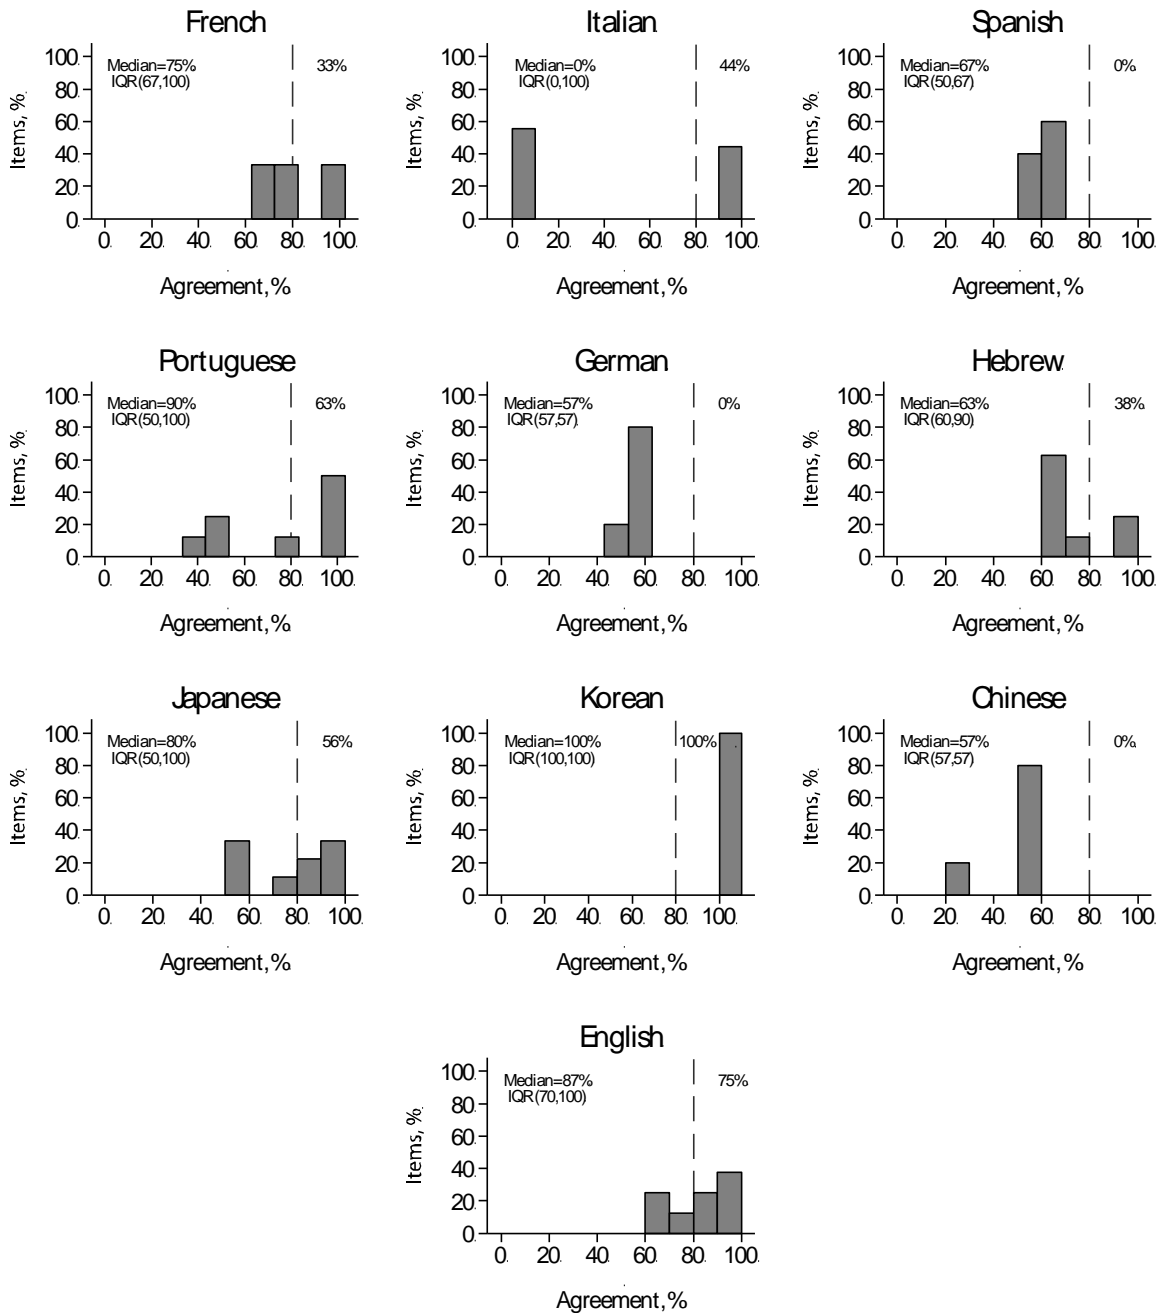 French
Median=75%
IQR(67,100)
33%
Items, %
100
80
60
40
20
0
0 20 40 60 80 100
Agreement, %
Italian
Median=0%
IQR(0,100)
44%
Items, %
100
80
60
40
20
0
0 20 40 60 80 100
Agreement, %
Spanish
Median=67%
IQR(50,67)
0%
Items, %
100
80
60
40
20
0
0 20 40 60 80 100
Agreement, %
Portuguese
Median=90%
IQR(50,100)
63%
Items, %
100
80
60
40
20
0
0 20 40 60 80 100
Agreement, %
German
Median=57%
IQR(57,57)
0%
Items, %
100
80
60
40
20
0
0 20 40 60 80 100
Agreement, %
Hebrew
Median=63%
IQR(60,90)
38%
Items, %
100
80
60
40
20
0
0 20 40 60 80 100
Agreement, %
Japanese
Median=80%
IQR(50,100)
56%
Items, %
100
80
60
40
20
0
0 20 40 60 80 100
Agreement, %
Korean
Median=100%
IQR(100,100)
100%
Items, %
100
80
60
40
20
0
0 20 40 60 80 100
Agreement, %
Chinese
Median=57%
IQR(57,57)
0%
Items, %
100
80
60
40
20
0
0 20 40 60 80 100
Agreement, %
English
Median=87%
IQR(70,100)
75%
Items, %
100
80
60
40
20
0
0 20 40 60 80 100
Agreement, %